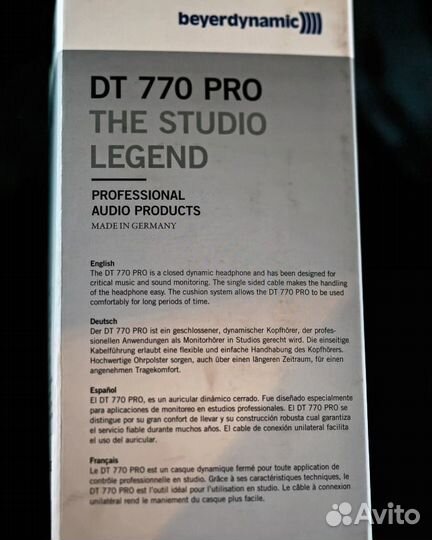 beyerdynamic))))
DT 770 PRO
THE STUDIO
LEGEND
PROFESSIONAL
AUDIO PRODUCTS
MADE IN GERMANY
English
The DT 770 PRO is a closed dynamic headphone and has been designed for
critical music and sound monitoring. The single sided cable makes the handling
of the headphone easy. The cushion system allows the DT 770 PRO to be used
comfortably for long periods of time.
Deutsch
Der DT 770 PRO ist ein geschlossener, dynamischer Kopfhörer, der profes-
sionellen Anwendungen als Monitorhörer in Studios gerecht wird. Die einseitige
Kabelführung erlaubt eine flexible und einfache Handhabung des Kopfhörers.
Hochwertige Ohrpolster sorgen, auch über einen längeren Zeitraum, für einen
angenehmen Tragekomfort.
Español
El DT 770 PRO, es un auricular dinámico cerrado. Fue diseñado especialmente
para aplicaciones de monitoreo en estudios profesionales. El DT 770 PRO se
distingue por su gran confort de llevar y su construcción robusta cual garantiza
el servicio fiable durante muchos años. El cable de conexión unilateral facilita
el uso del auricular.
Français
Le DT 770 PRO est un casque dynamique fermé pour toute application de
contrôle professionnelle en studio. Grâce à ses caractéristiques techniques, le
DT 770 PRO est l'outil idéal pour l'utilisation en studio. Le câble à connexion
unilatéral rend le maniement du casque plus facile.
Avito